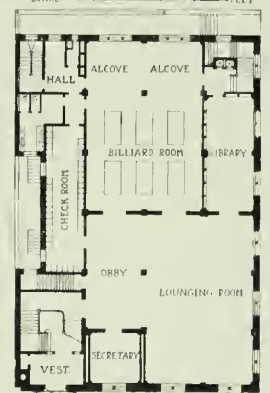 HALL
ALCOVE ALCOVE
BILLIARD ROOM
IBRARY
CHECK ROOM
OBBY
LOUNGING ROOM
SECRETARY
VEST.